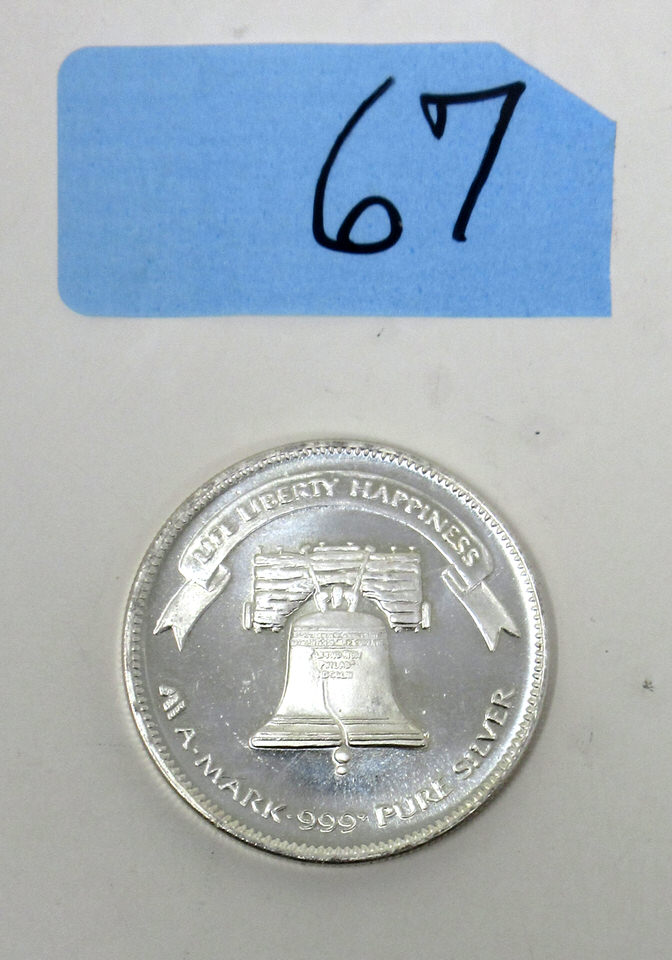 67
LIFE LIBERTY HAPPINESS
A-MARK · 999+ PURE SILVER